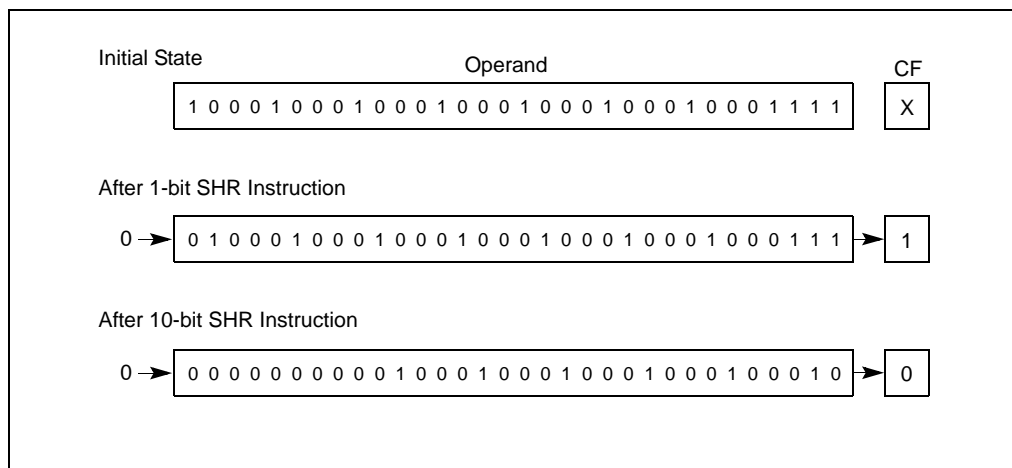 Initial State
Operand
CF
1 0 0 0 1 0 0 0 1 0 0 0 1 0 0 0 1 0 0 0 1 0 0 0 1 0 0 0 1 1 1 1
X
After 1-bit SHR Instruction
0
0 1 0 0 0 1 0 0 0 1 0 0 0 1 0 0 0 1 0 0 0 1 0 0 0 1 0 0 0 1 1 1
1
After 10-bit SHR Instruction
0
0 0 0 0 0 0 0 0 0 0 1 0 0 0 1 0 0 0 1 0 0 0 1 0 0 0 1 0 0 0 1 0
0